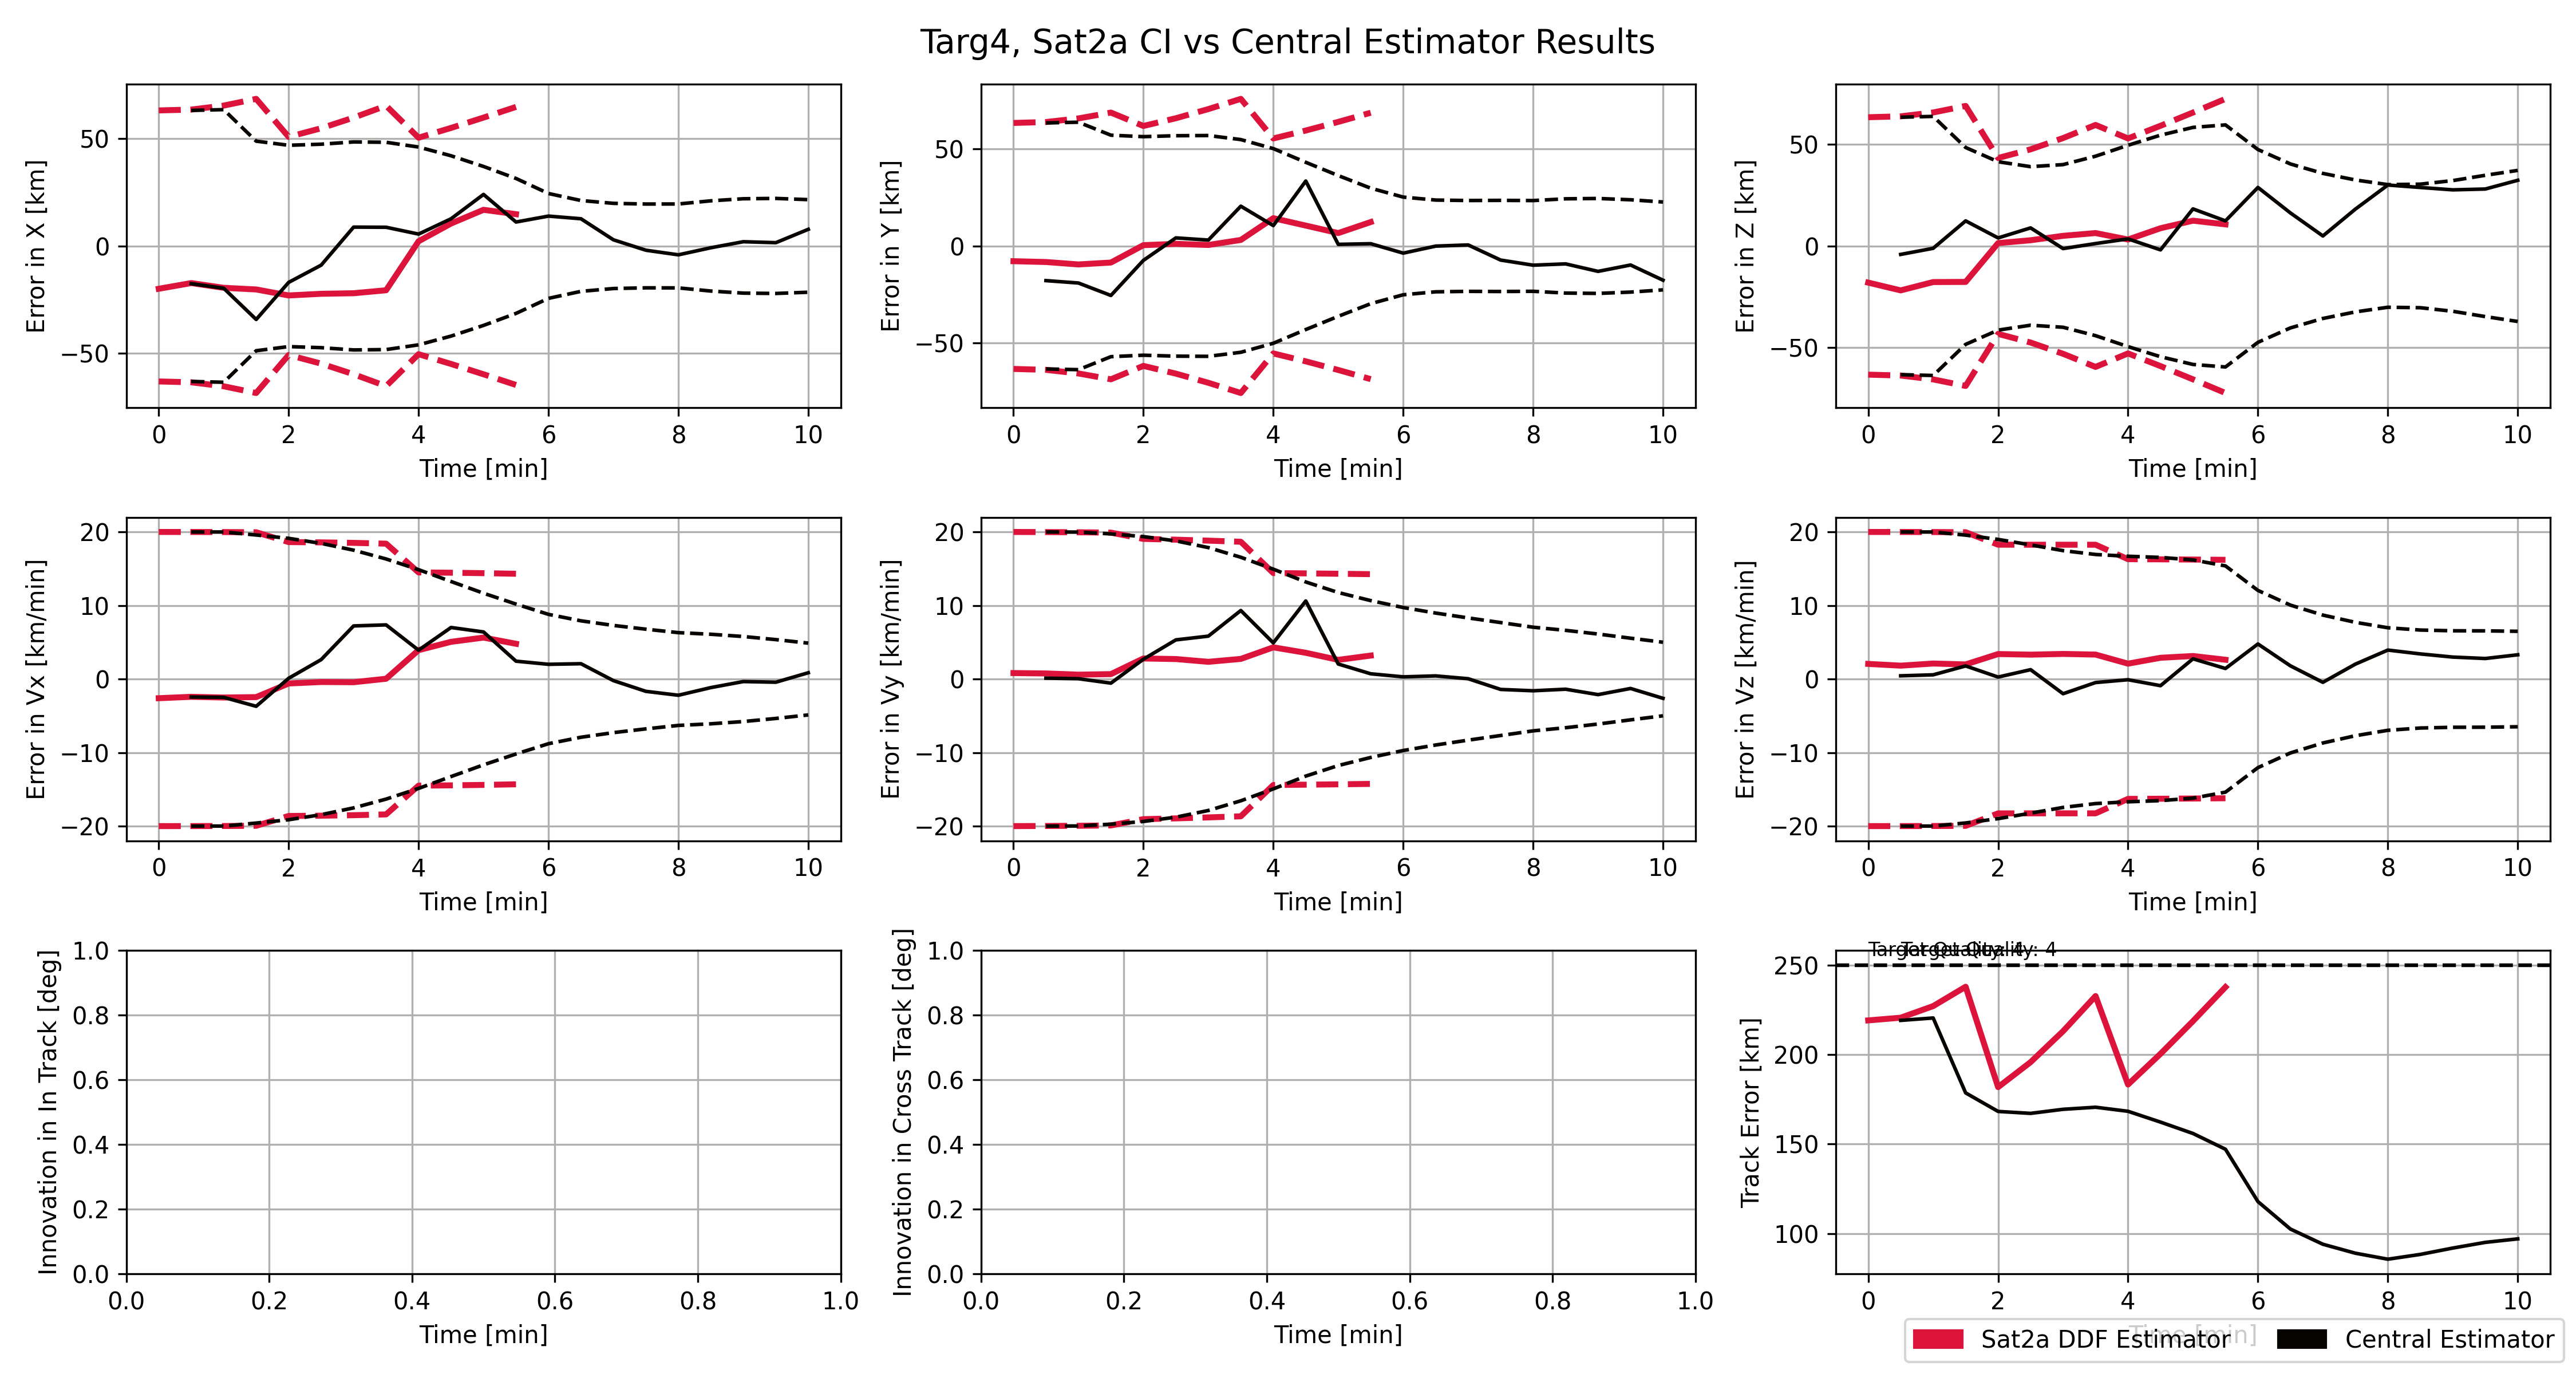 Targ4, Sat2a CI vs Central Estimator Results
Error in X [km]
50
0
−50
0 2 4 6 8 10
Time [min]
Error in Y [km]
50
0
−50
0 2 4 6 8 10
Time [min]
Error in Z [km]
50
0
−50
0 2 4 6 8 10
Time [min]
Error in Vx [km/min]
20
10
0
−10
−20
0 2 4 6 8 10
Time [min]
Error in Vy [km/min]
20
10
0
−10
−20
0 2 4 6 8 10
Time [min]
Error in Vz [km/min]
20
10
0
−10
−20
0 2 4 6 8 10
Time [min]
Innovation in In Track [deg]
1.0
0.8
0.6
0.4
0.2
0.0
0.0 0.2 0.4 0.6 0.8 1.0
Time [min]
Innovation in Cross Track [deg]
1.0
0.8
0.6
0.4
0.2
0.0
0.0 0.2 0.4 0.6 0.8 1.0
Time [min]
Track Error [km]
Target Quality: 4
Target Quality: 4
250
200
150
100
0 2 4 6 8 10
Time [min]
Sat2a DDF Estimator
Central Estimator